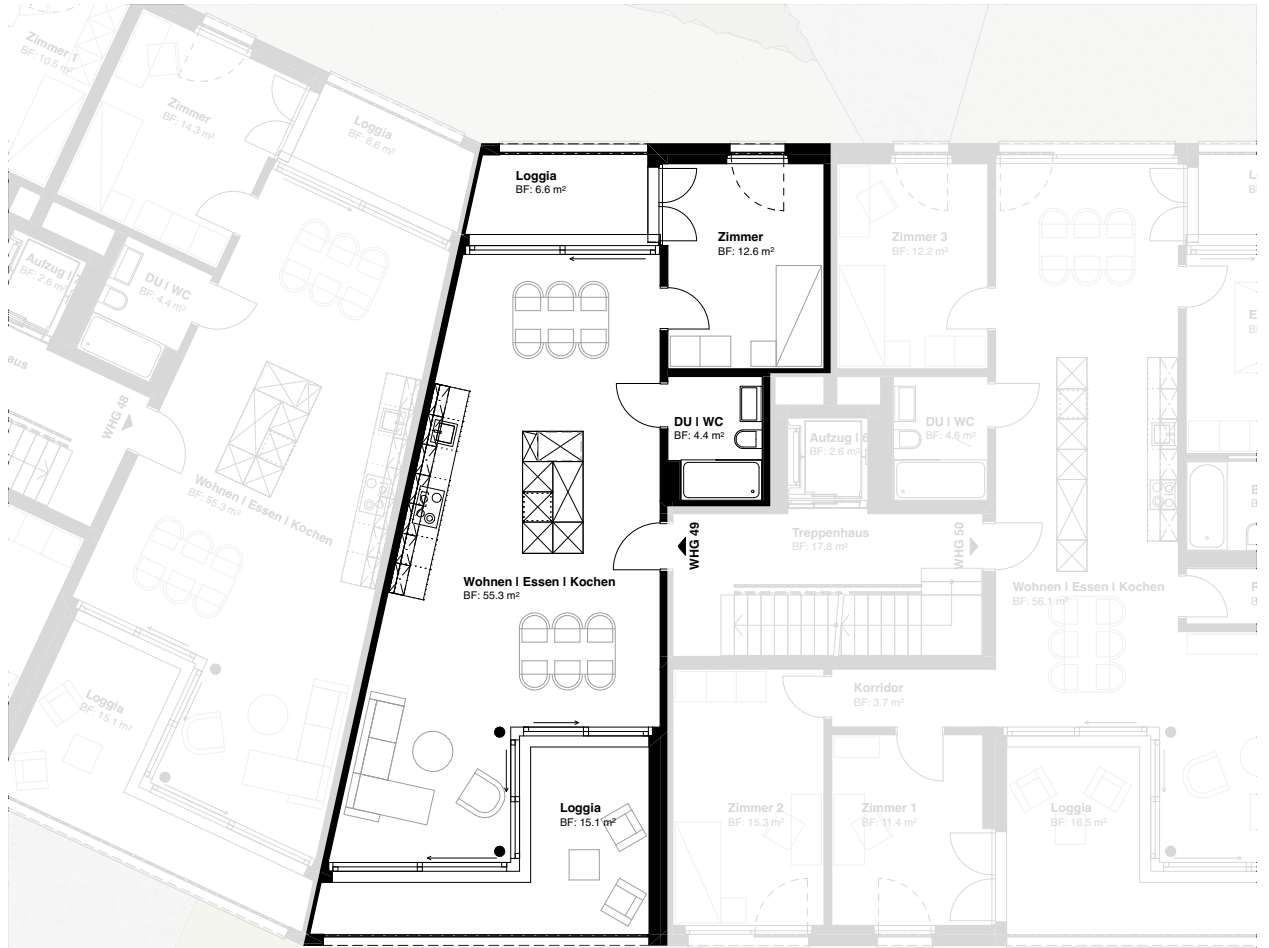 Zimmer 1
BF: 10.5 m²
Zimmer
BF: 14.3 m²
Loggia
BF: 6.6 m²
Aufzug I
BF: 2.6 m²
DU I WC
BF: 4.4 m²
aus
WHG 48
Wohnen I Essen I Kochen
BF: 55.3 m²
Loggia
BF: 15.1 m²
Loggia
BF: 6.6 m²
Zimmer
BF: 12.6 m²
DU I WC
BF: 4.4 m²
WHG 49
Wohnen I Essen I Kochen
BF: 55.3 m²
Loggia
BF: 15.1 m²
Zimmer 3
BF: 12.2 m²
Aufzug I 6
BF: 2.6 m²
DU I WC
BF: 4.6 m²
Treppenhaus
BF: 17.8 m²
WHG 50
Wohnen I Essen I Kochen
BF: 56.1 m²
Korridor
BF: 3.7 m²
Zimmer 2
BF: 15.3 m²
Zimmer 1
BF: 11.4 m²
Loggia
BF: 16.5 m²